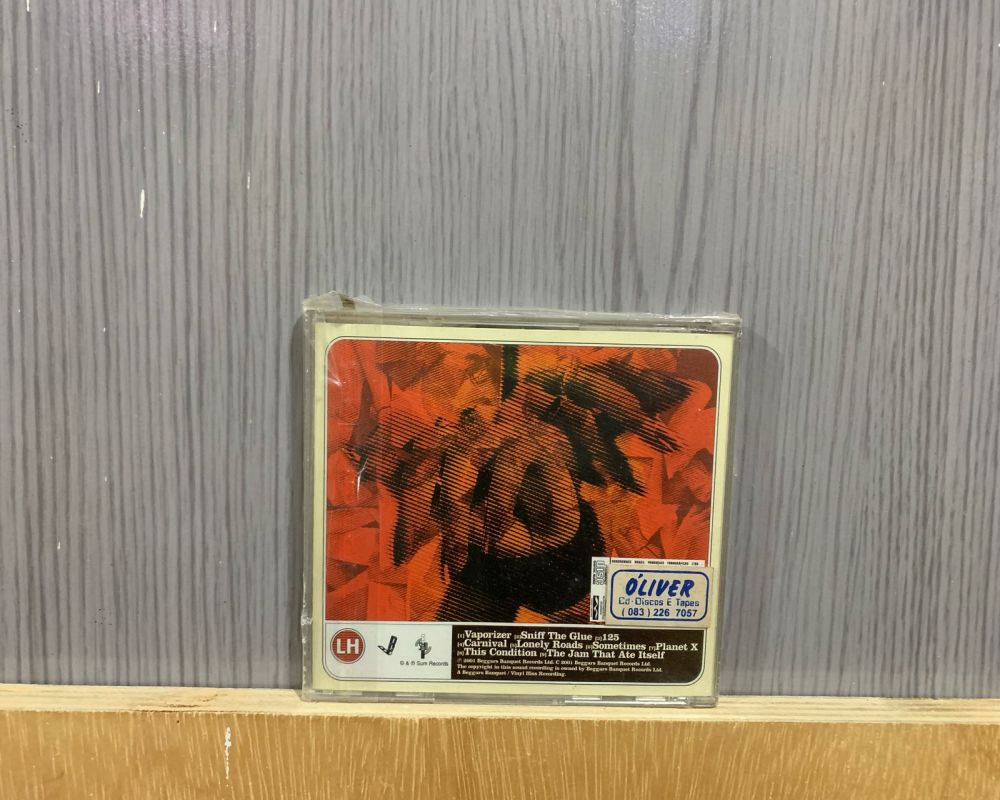 ÓLIVER
Cd-Discos E Tapes
(083) 226 7057
LH
© & ℗ Sum Records
[1] Vaporizer [2] Sniff The Glue [3] 125
[4] Carnival [5] Lonely Roads [6] Sometimes [7] Planet X
[8] This Condition [9] The Jam That Ate Itself
℗ 2001 Beggars Banquet Records Ltd. © 2001 Beggars Banquet Records Ltd.
The copyright in this sound recording is owned by Beggars Banquet Records Ltd.
A Beggars Banquet / Vinyl Hiss Recording.